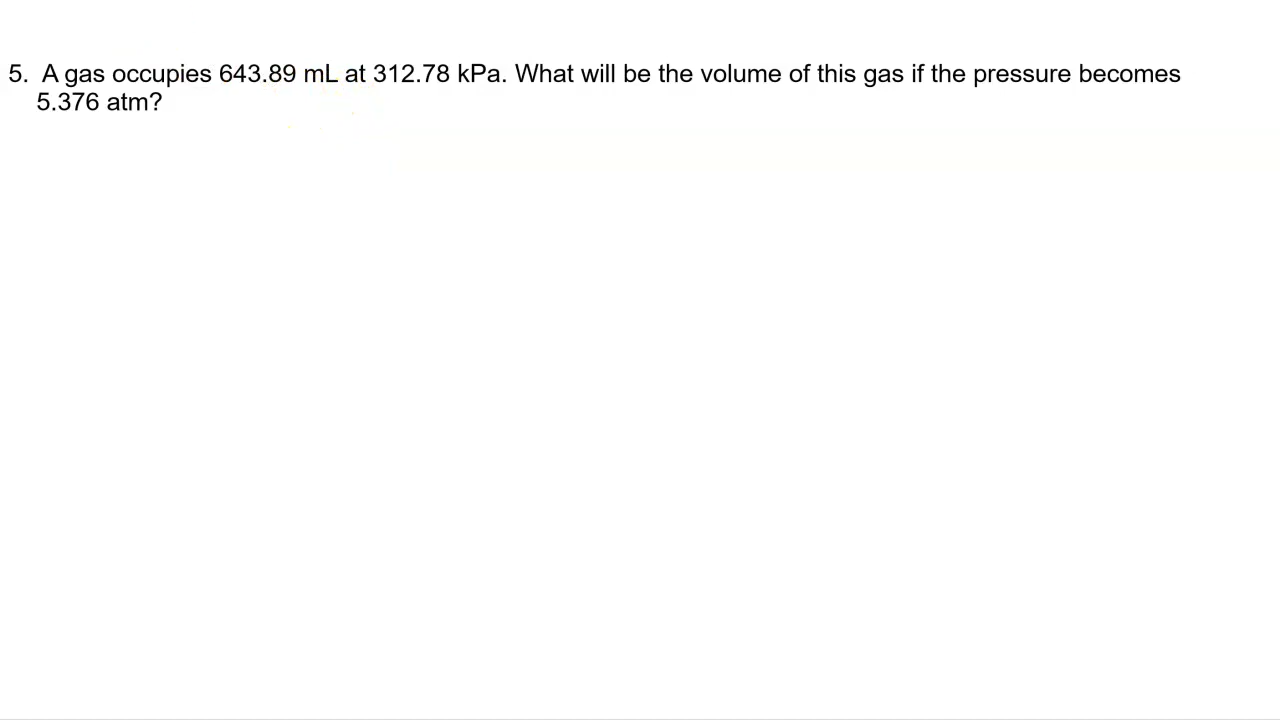 5. A gas occupies 643.89 mL at 312.78 kPa. What will be the volume of this gas if the pressure becomes
5.376 atm?